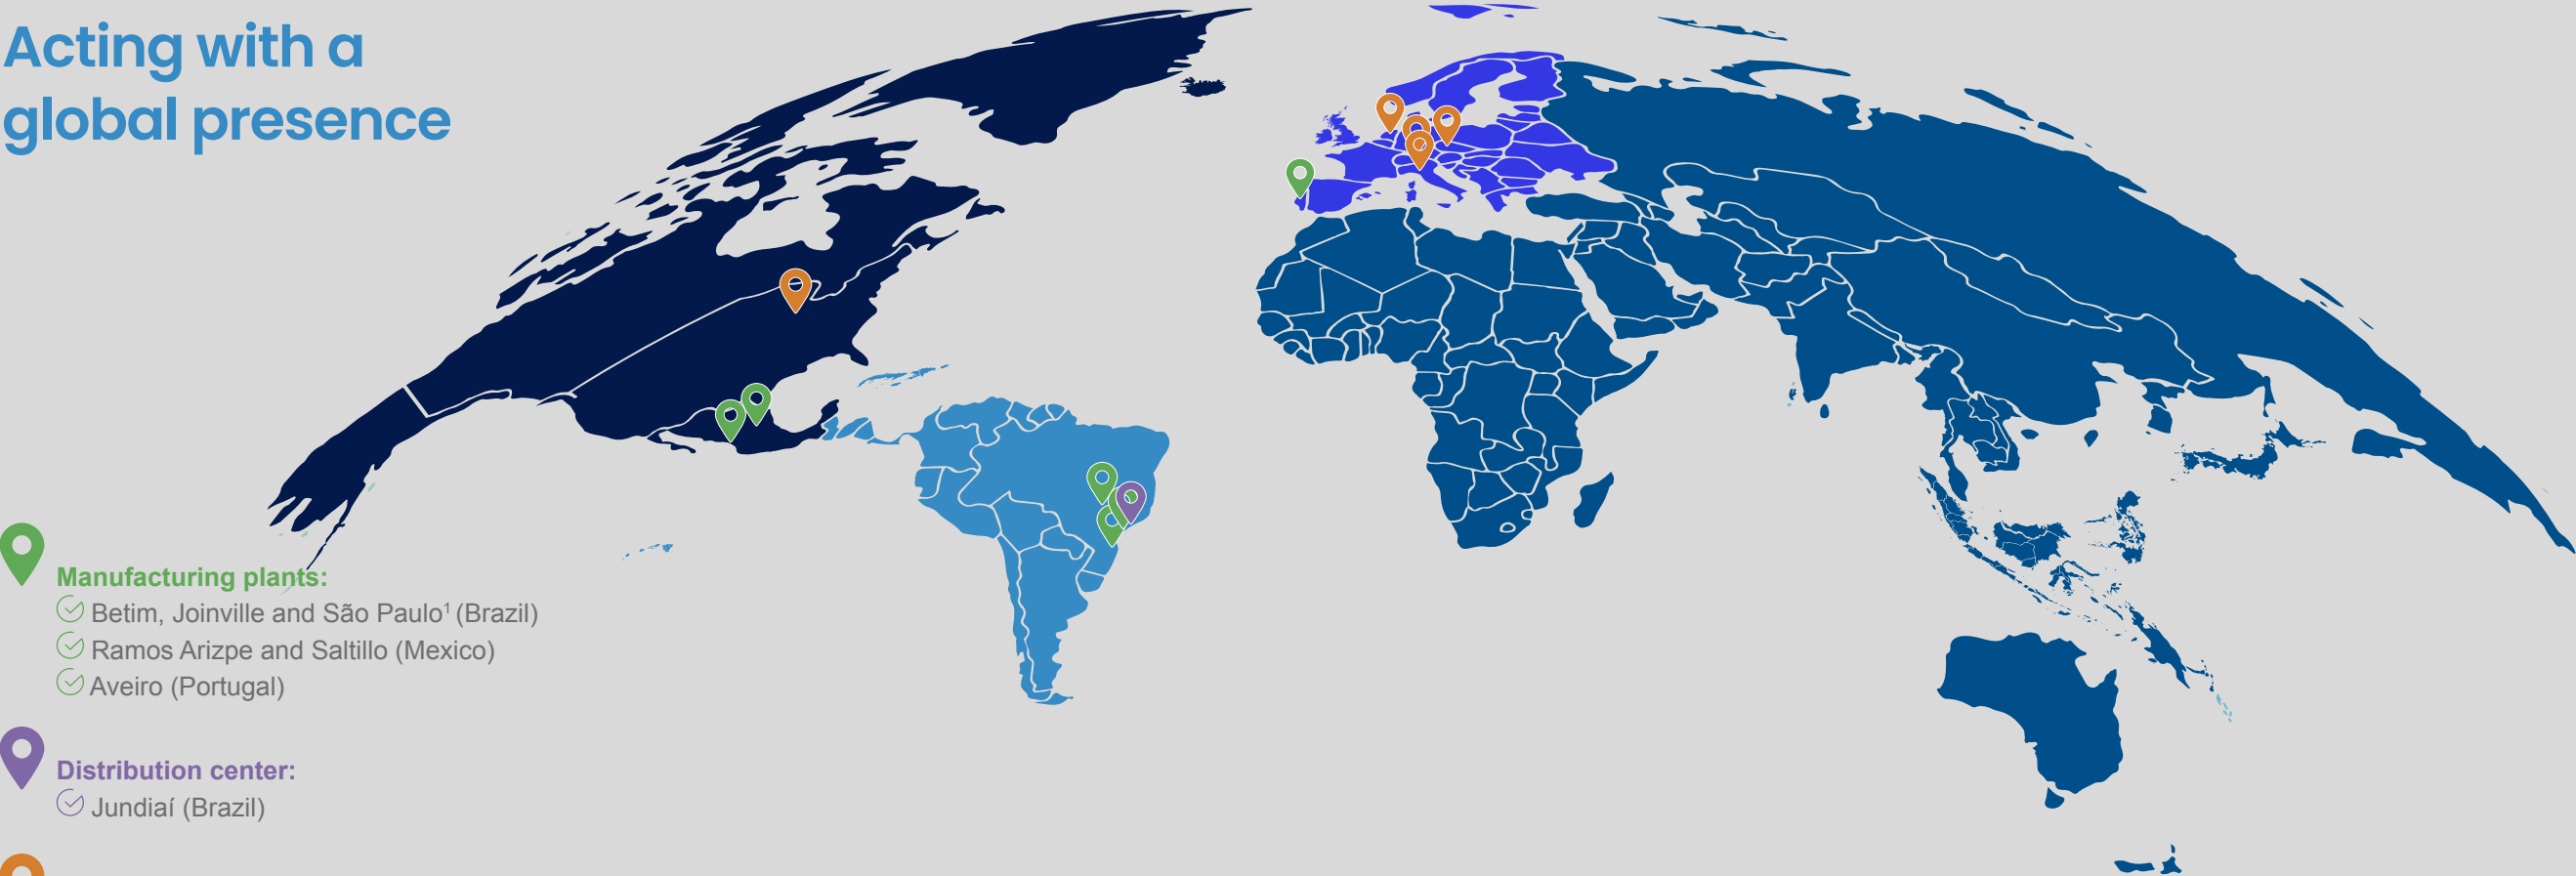 Acting with a
global presence
Manufacturing plants:
Betim, Joinville and São Paulo¹ (Brazil)
Ramos Arizpe and Saltillo (Mexico)
Aveiro (Portugal)
Distribution center:
Jundiaí (Brazil)